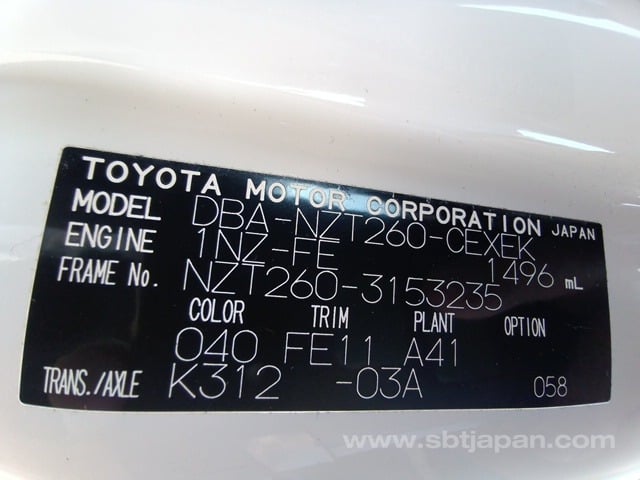 TOYOTA MOTOR CORPORATION JAPAN
MODEL DBA-NZT260-CEXEK
ENGINE 1NZ-FE 1496 mL
FRAME No. NZT260-3153235
COLOR TRIM PLANT OPTION
040 FE11 A41
TRANS./AXLE K312 -03A 058
www.sbtjapan.com